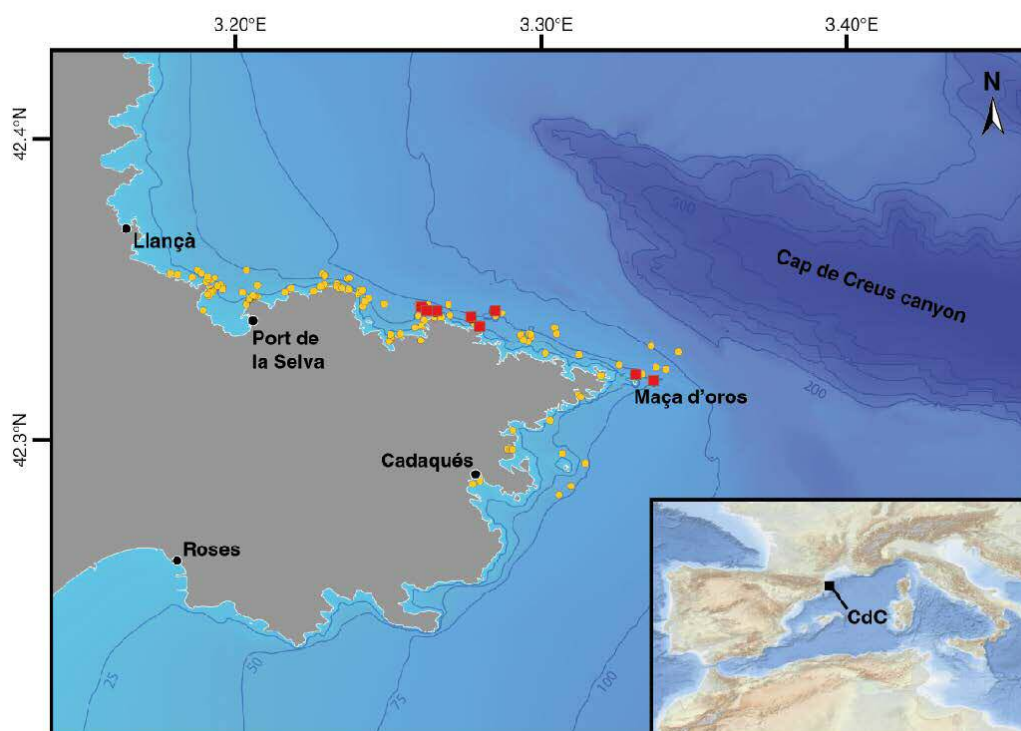 3.20°E
3.30°E
3.40°E
N
42.4°N
500
Llançà
Cap de Creus canyon
Port de
la Selva
200
Maça d'oros
42.3°N
Cadaqués
Roses
CdC
25
50
75
100